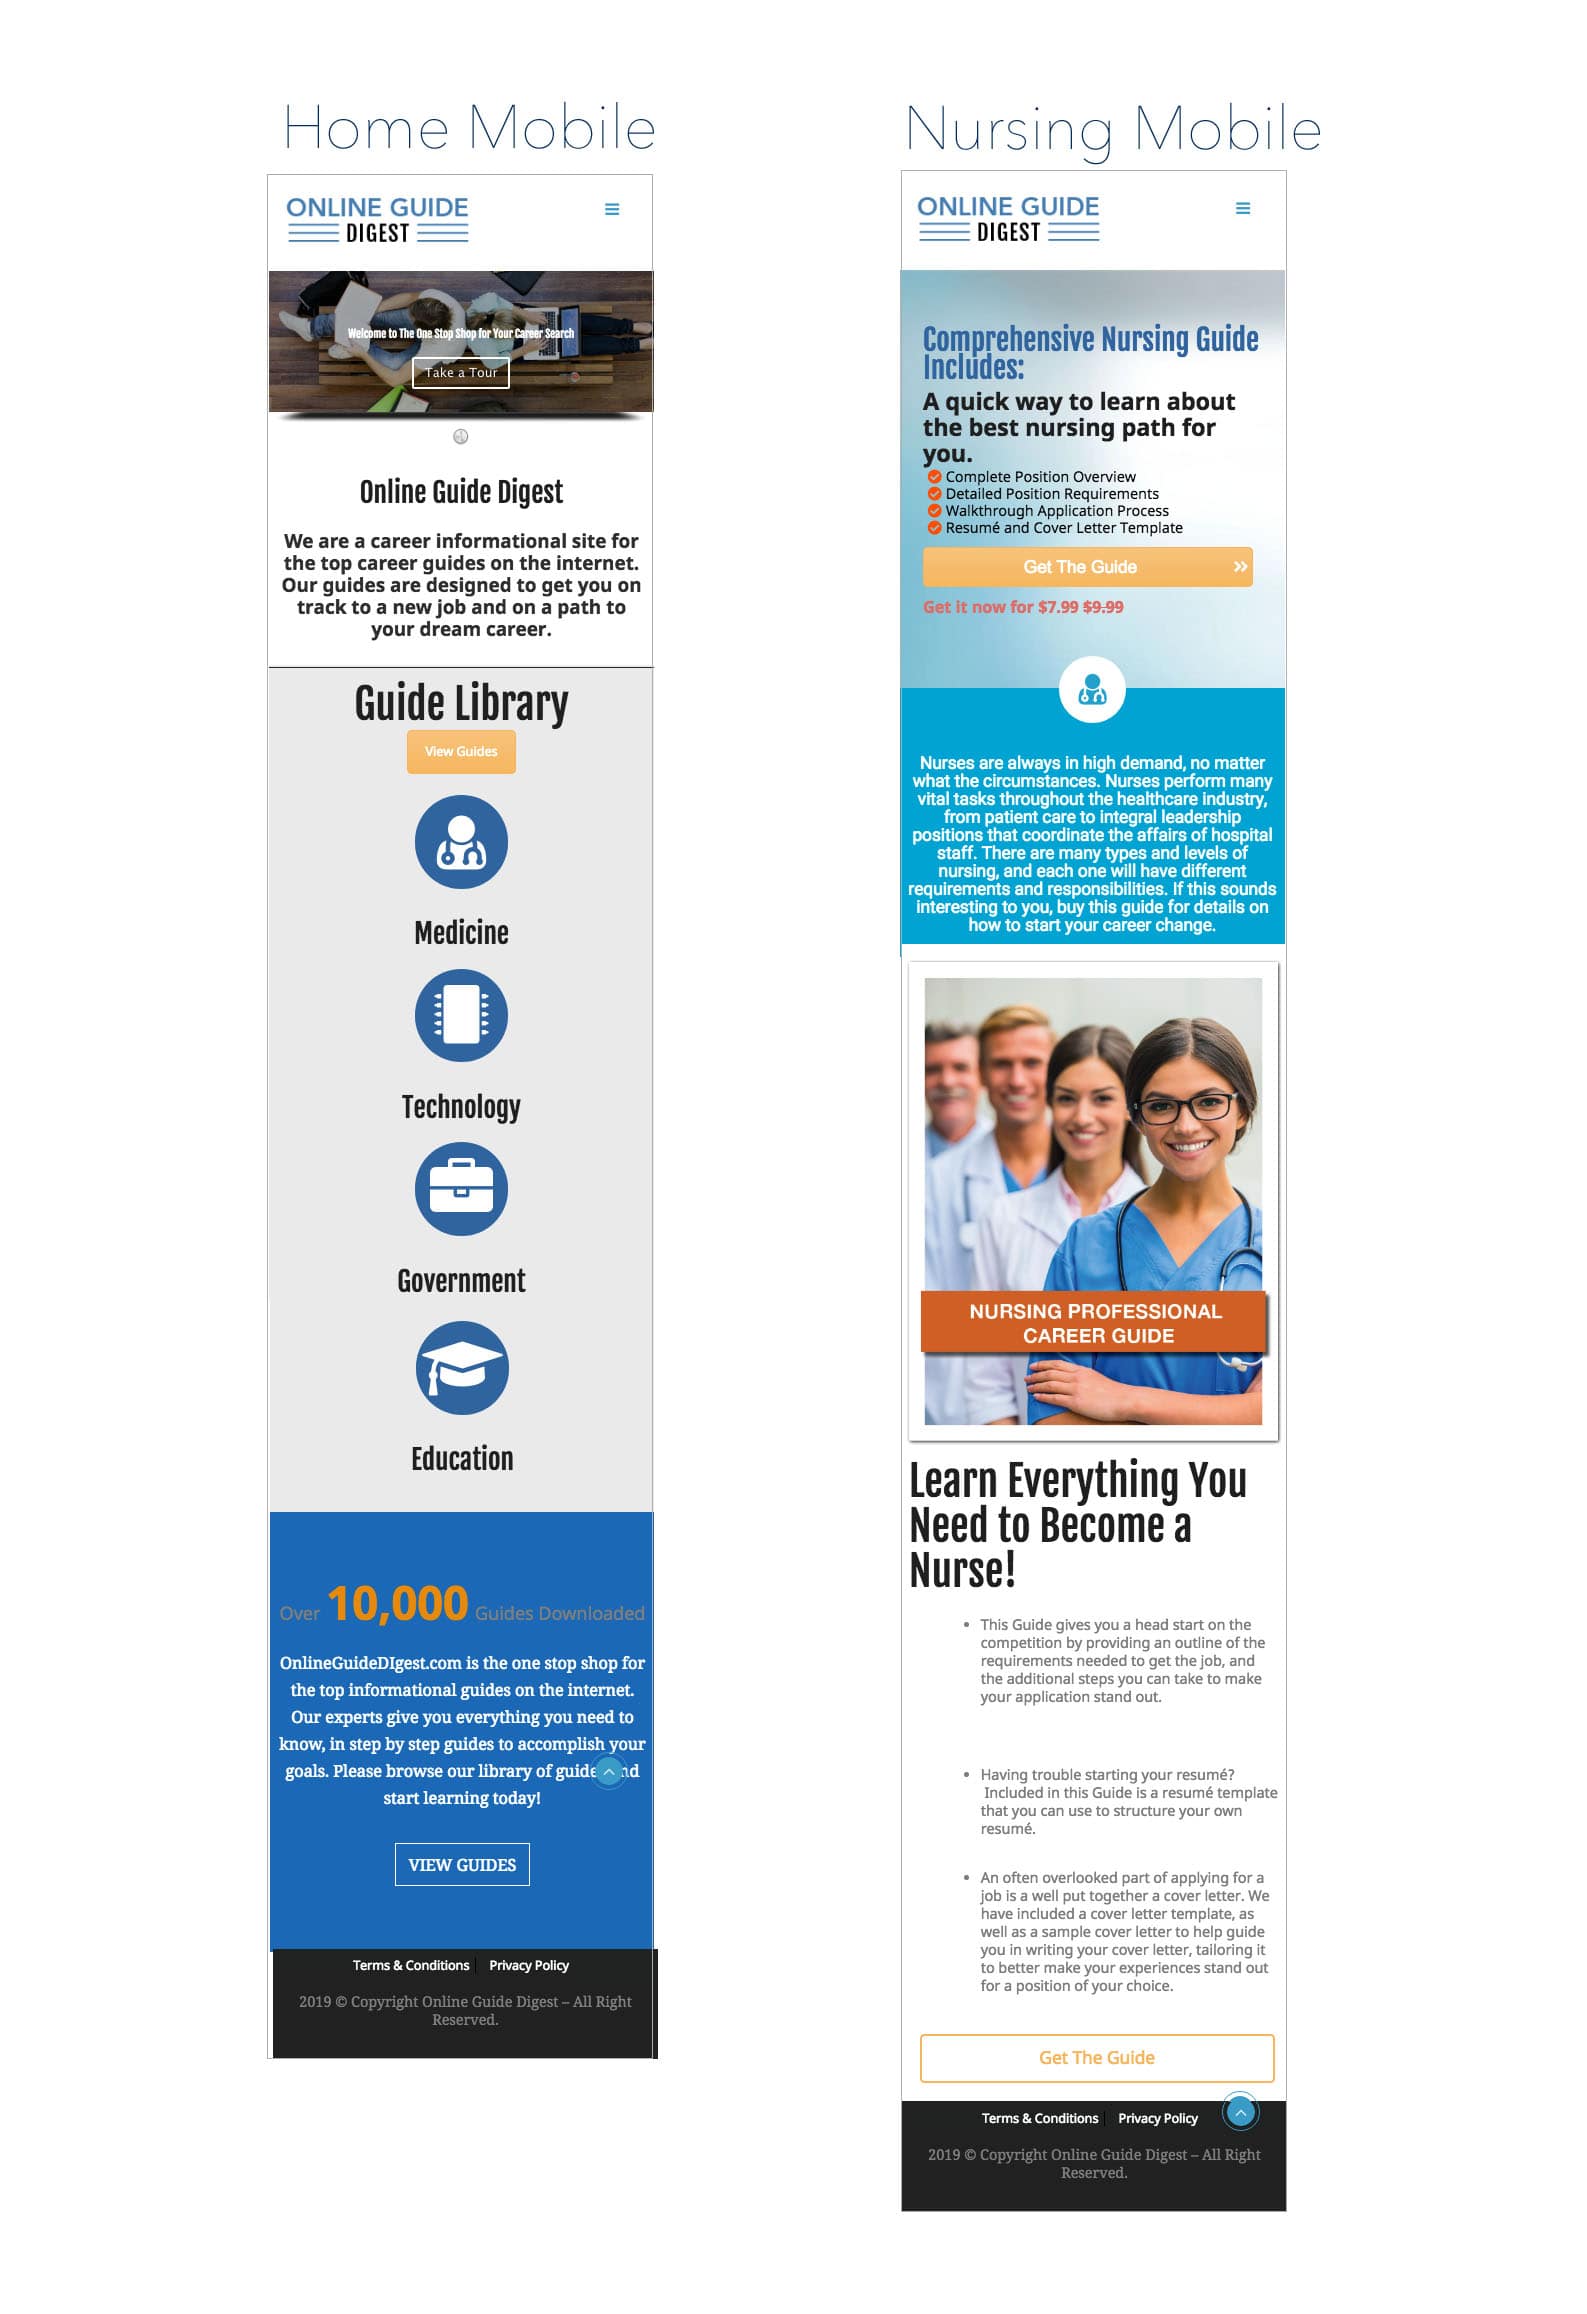 Home Mobile
ONLINE GUIDE
DIGEST
Welcome to The One Stop Shop for Your Career Search
Take a Tour
Online Guide Digest
We are a career informational site for
the top career guides on the internet.
Our guides are designed to get you on
track to a new job and on a path to
your dream career.
Guide Library
View Guides
Medicine
Technology
Government
Education
Over 10,000 Guides Downloaded
OnlineGuideDIgest.com is the one stop shop for
the top informational guides on the internet.
Our experts give you everything you need to
know, in step by step guides to accomplish your
goals. Please browse our library of
start learning today!
VIEW GUIDES
Terms & Conditions Privacy Policy
2019 © Copyright Online Guide Digest – All Right
Reserved.
Nursing Mobile
ONLINE GUIDE
DIGEST
Comprehensive Nursing Guide
Includes:
A quick way to learn about
the best nursing path for
you.
Complete Position Overview
Detailed Position Requirements
Walkthrough Application Process
Resumé and Cover Letter Template
Get The Guide »
Get it now for $7.99 $9.99
Nurses are always in high demand, no matter
what the circumstances. Nurses perform many
vital tasks throughout the healthcare industry,
from patient care to integral leadership
positions that coordinate the affairs of hospital
staff. There are many types and levels of
nursing, and each one will have different
requirements and responsibilities. If this sounds
interesting to you, buy this guide for details on
how to start your career change.
NURSING PROFESSIONAL
CAREER GUIDE
Learn Everything You
Need to Become a
Nurse!
• This Guide gives you a head start on the
competition by providing an outline of the
requirements needed to get the job, and
the additional steps you can take to make
your application stand out.
• Having trouble starting your resumé?
Included in this Guide is a resumé template
that you can use to structure your own
resumé.
• An often overlooked part of applying for a
job is a well put together a cover letter. We
have included a cover letter template, as
well as a sample cover letter to help guide
you in writing your cover letter, tailoring it
to better make your experiences stand out
for a position of your choice.
Get The Guide
Terms & Conditions Privacy Policy
2019 © Copyright Online Guide Digest – All Right
Reserved.